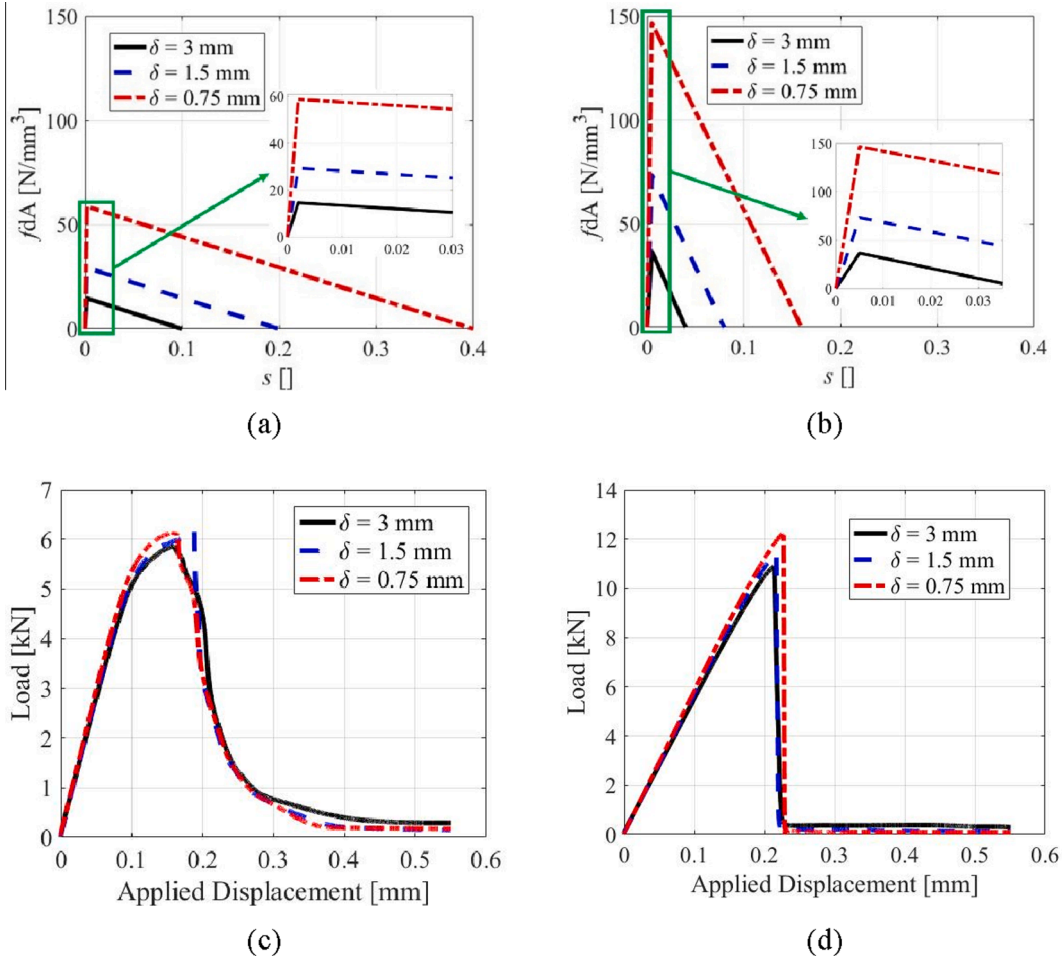 150
100
50
0
fdA [N/mm³]
δ = 3 mm
δ = 1.5 mm
δ = 0.75 mm
60
40
20
0
0 0.01 0.02 0.03
0 0.1 0.2 0.3 0.4
s []
(a)
150
100
50
0
fdA [N/mm³]
δ = 3 mm
δ = 1.5 mm
δ = 0.75 mm
150
100
50
0
0 0.01 0.02 0.03
0 0.1 0.2 0.3 0.4
s []
(b)
7
6
5
4
3
2
1
0
Load [kN]
δ = 3 mm
δ = 1.5 mm
δ = 0.75 mm
0 0.1 0.2 0.3 0.4 0.5 0.6
Applied Displacement [mm]
(c)
14
12
10
8
6
4
2
0
Load [kN]
δ = 3 mm
δ = 1.5 mm
δ = 0.75 mm
0 0.1 0.2 0.3 0.4 0.5 0.6
Applied Displacement [mm]
(d)